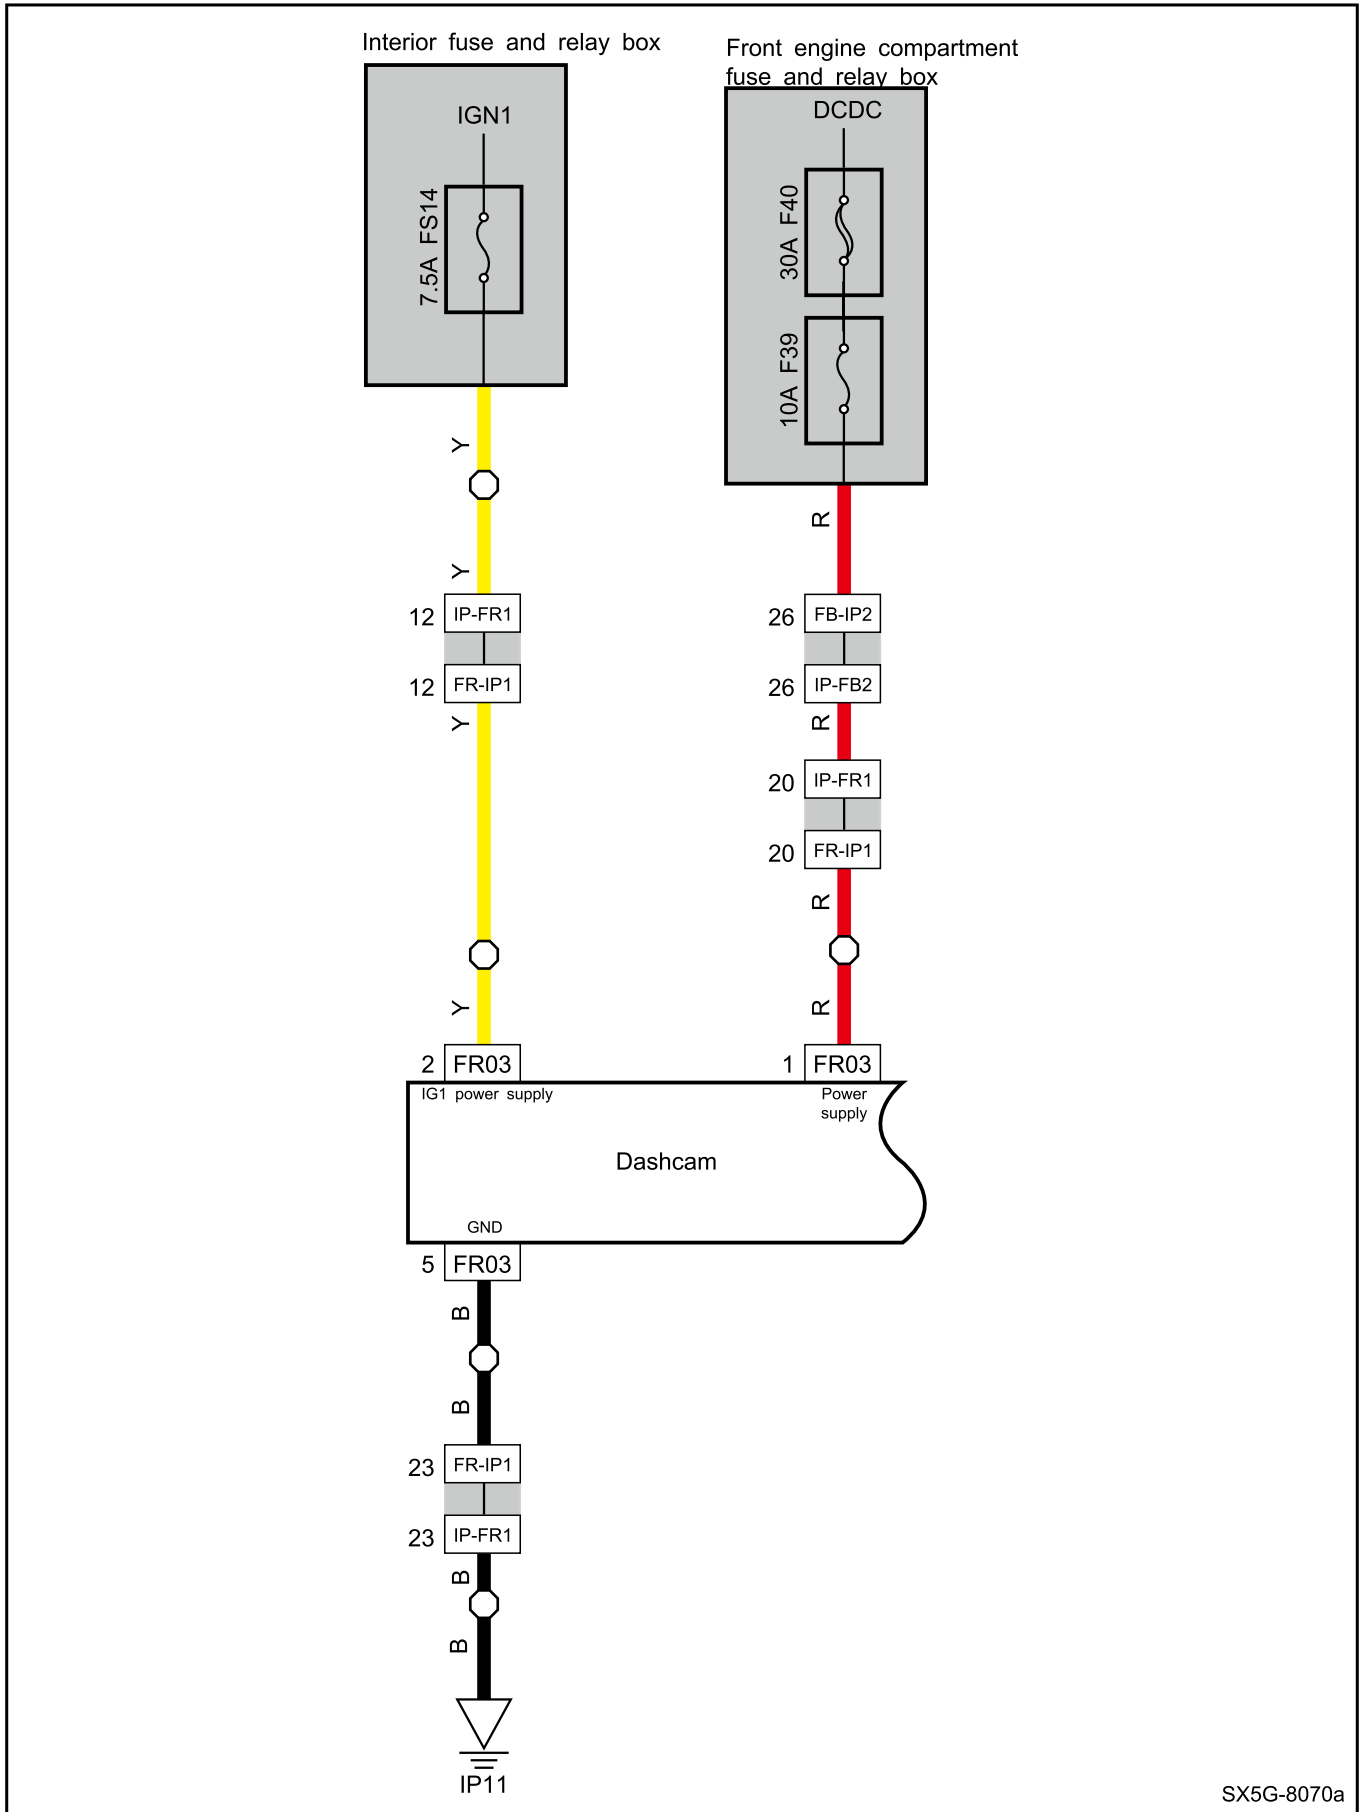 Interior fuse and relay box
Front engine compartment
fuse and relay box
IGN1
7.5A FS14
DCDC
30A F40
10A F39
Y
R
Y
12 IP-FR1
26 FB-IP2
12 FR-IP1
26 IP-FB2
Y
R
20 IP-FR1
20 FR-IP1
R
Y
R
2 FR03
1 FR03
IG1 power supply
Power
supply
Dashcam
GND
5 FR03
B
B
23 FR-IP1
23 IP-FR1
B
B
IP11
SX5G-8070a